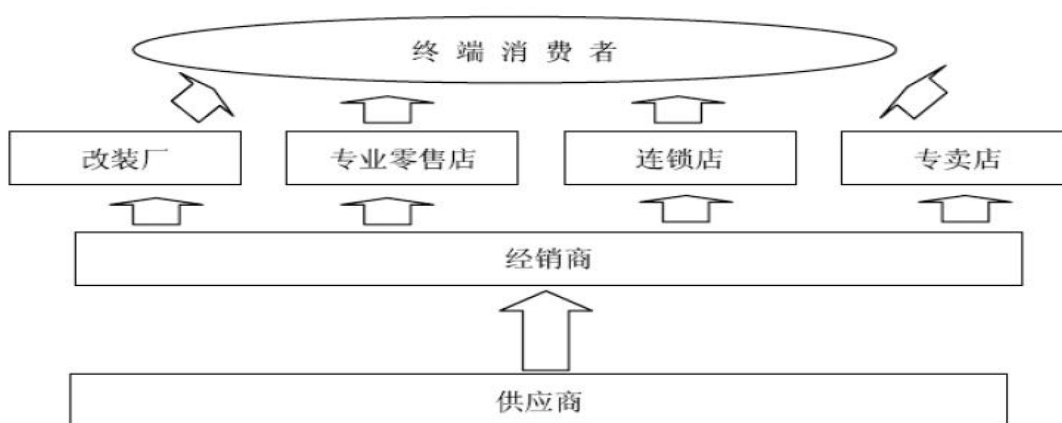 终端消费者
改装厂
专业零售店
连锁店
专卖店
经销商
供应商